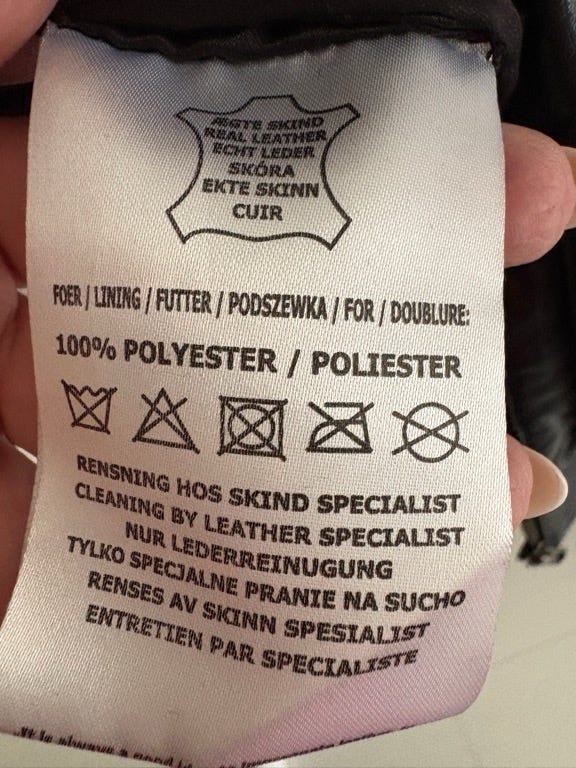 ÆGTE SKIND
REAL LEATHER
ECHT LEDER
SKÓRA
EKTE SKINN
CUIR
FOER / LINING / FUTTER / PODSZEWKA / FOR / DOUBLURE:
100% POLYESTER / POLIESTER
RENSNING HOS SKIND SPECIALIST
CLEANING BY LEATHER SPECIALIST
NUR LEDERREINUGUNG
TYLKO SPECJALNE PRANIE NA SUCHO
RENSES AV SKINN SPESIALIST
ENTRETIEN PAR SPECIALISTE